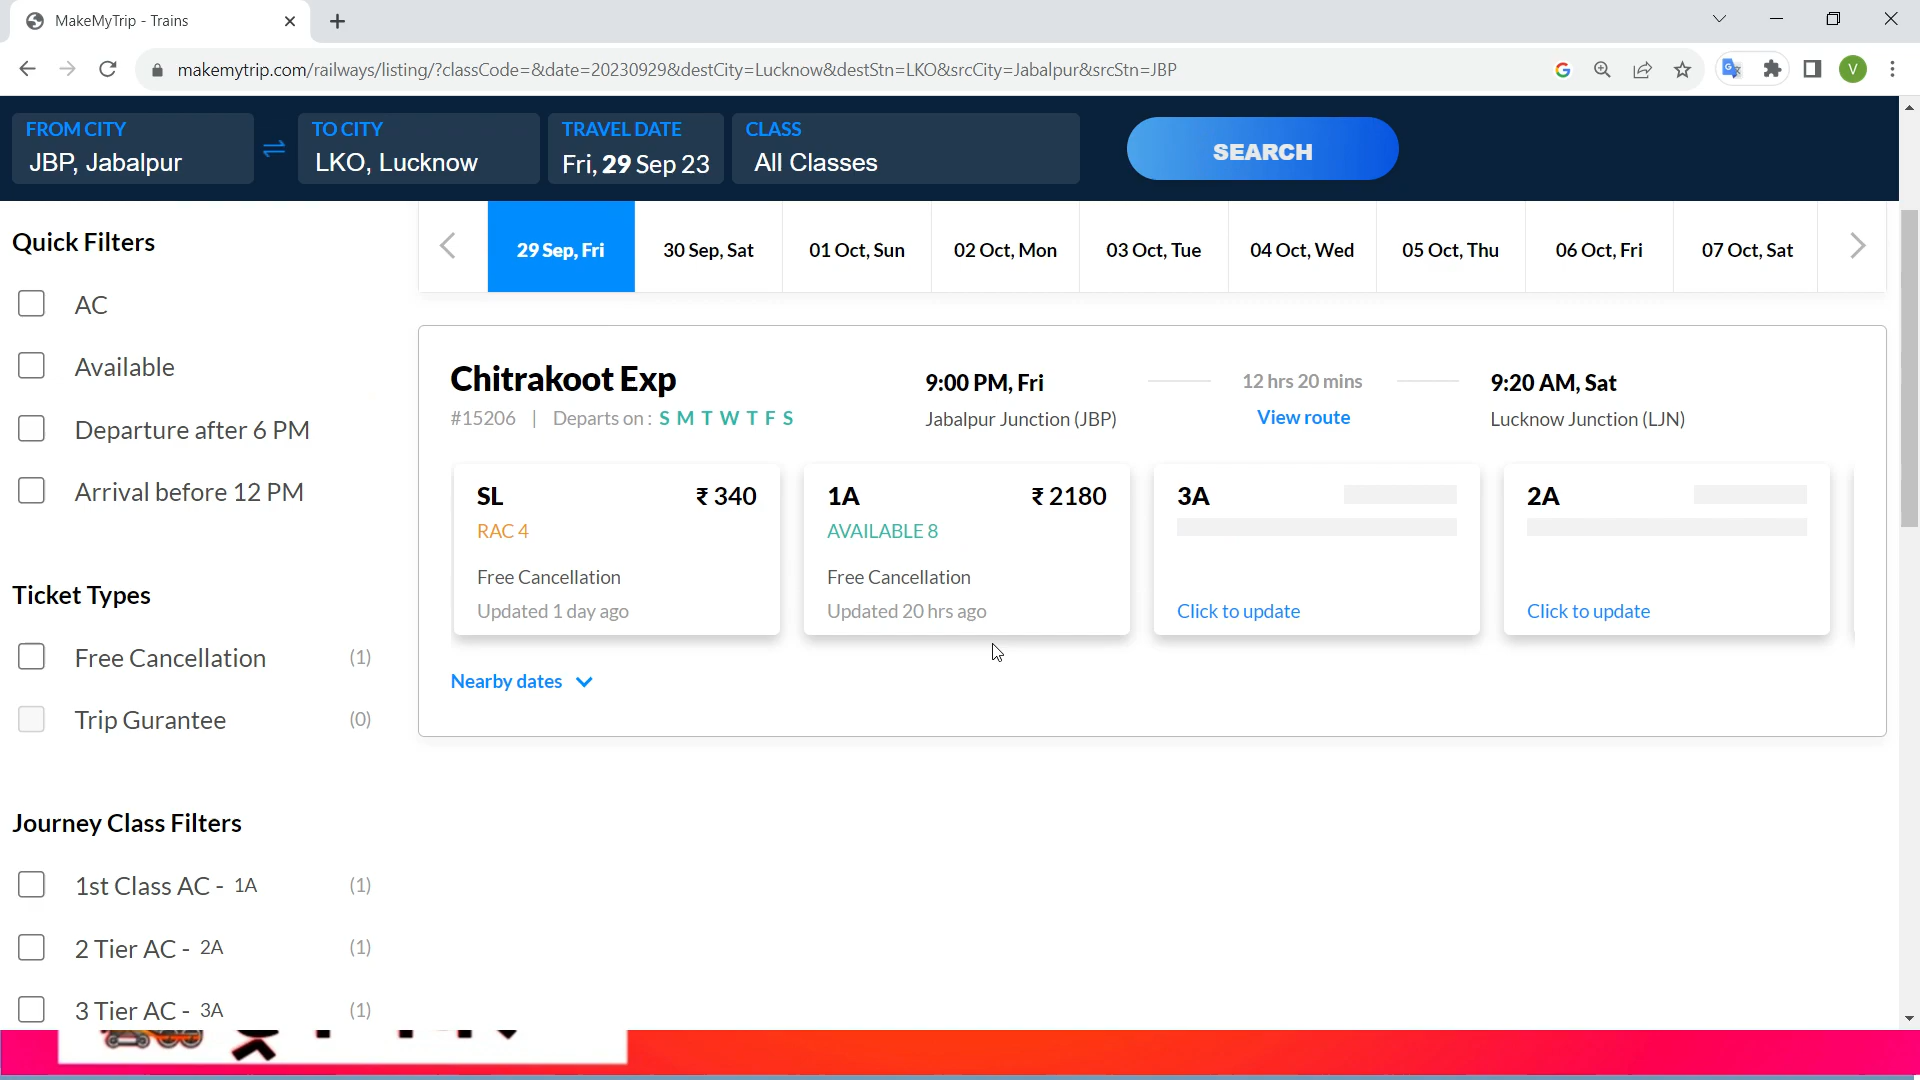 MakeMyTrip - Trains
makemytrip.com/railways/listing/?classCode=&date=20230929&destCity=Lucknow&destStn=LKO&srcCity=Jabalpur&srcStn=JBP
V
FROM CITY
JBP, Jabalpur
TO CITY
LKO, Lucknow
TRAVEL DATE
Fri, 29 Sep 23
CLASS
All Classes
SEARCH
Quick Filters
AC
Available
Departure after 6 PM
Arrival before 12 PM
Ticket Types
Free Cancellation (1)
Trip Gurantee (0)
Journey Class Filters
1st Class AC - 1A (1)
2 Tier AC - 2A (1)
3 Tier AC - 3A (1)
29 Sep, Fri
30 Sep, Sat
01 Oct, Sun
02 Oct, Mon
03 Oct, Tue
04 Oct, Wed
05 Oct, Thu
06 Oct, Fri
07 Oct, Sat
Chitrakoot Exp
#15206 | Departs on : S M T W T F S
9:00 PM, Fri
Jabalpur Junction (JBP)
12 hrs 20 mins
View route
9:20 AM, Sat
Lucknow Junction (LJN)
SL ₹ 340
RAC 4
Free Cancellation
Updated 1 day ago
1A ₹ 2180
AVAILABLE 8
Free Cancellation
Updated 20 hrs ago
3A
Click to update
2A
Click to update
Nearby dates